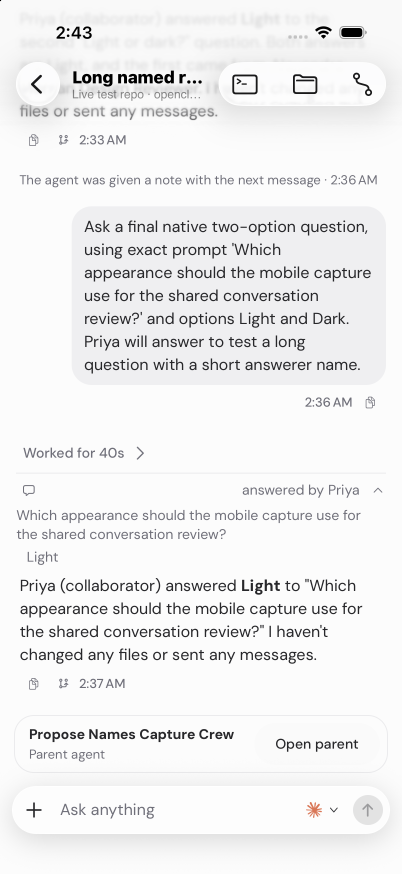 Priya (collaborator) answered Light to the
second "Light or dark?" question. Both answers
2:43
Long named r...
Live test repo · opencl...
files or sent any messages.
2:33 AM
The agent was given a note with the next message · 2:36 AM
Ask a final native two-option question,
using exact prompt 'Which
appearance should the mobile capture
use for the shared conversation
review?' and options Light and Dark.
Priya will answer to test a long
question with a short answerer name.
2:36 AM
Worked for 40s
answered by Priya
Which appearance should the mobile capture use for
the shared conversation review?
Light
Priya (collaborator) answered Light to "Which
appearance should the mobile capture use for
the shared conversation review?" I haven't
changed any files or sent any messages.
2:37 AM
Propose Names Capture Crew
Parent agent
Open parent
Ask anything